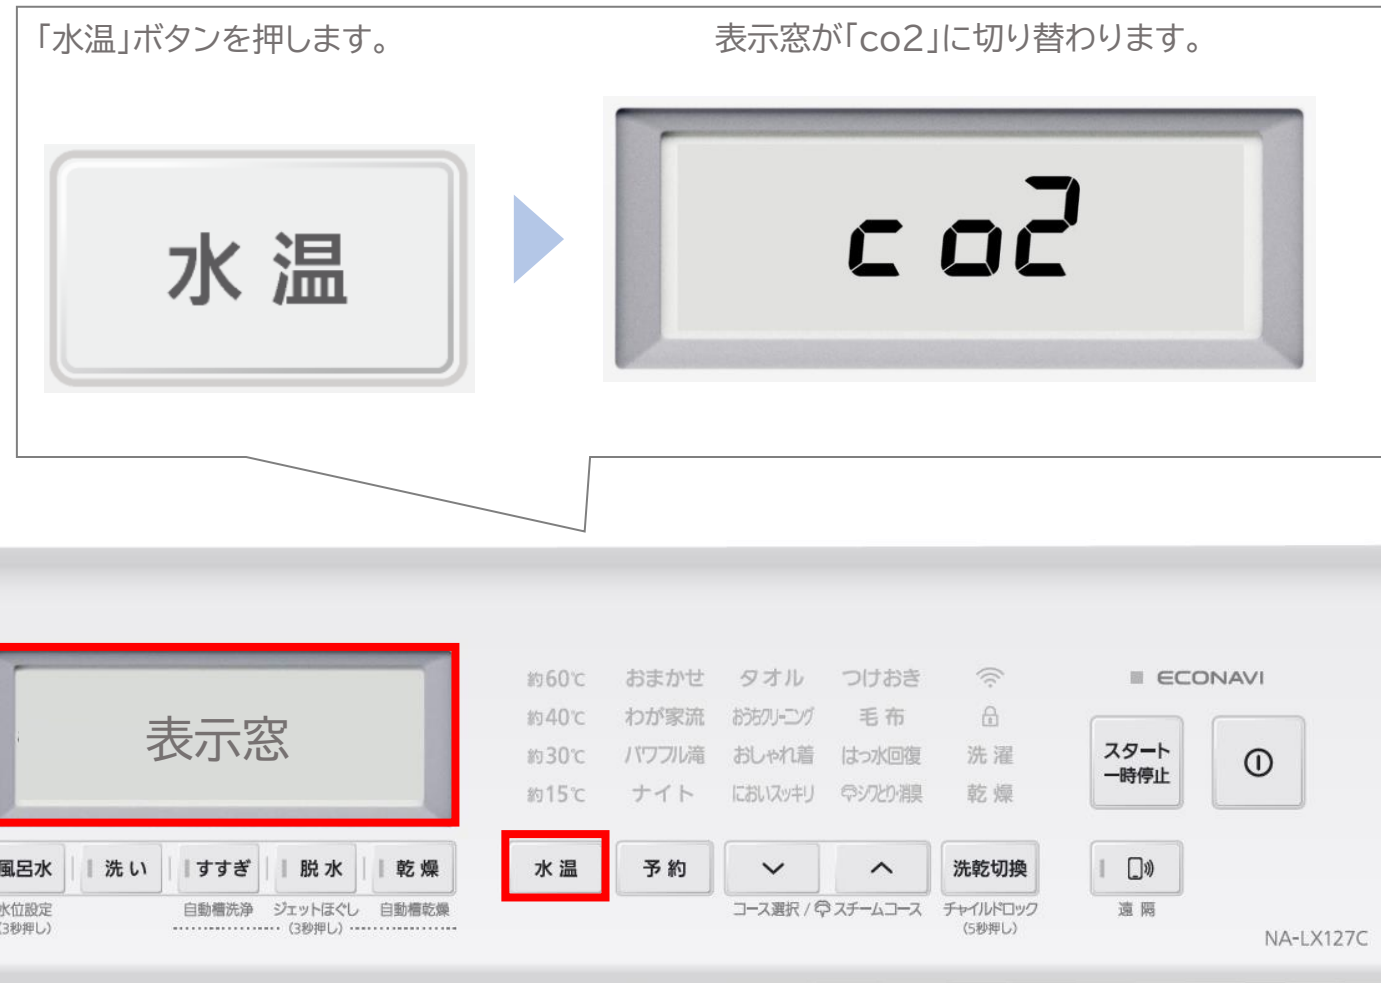 「水温」ボタンを押します。
表示窓が「co2」に切り替わります。
水温
co2
表示窓
約60℃ おまかせ タオル つけおき
約40℃ わが家流 おうちクリーニング 毛布
約30℃ パワフル滝 おしゃれ着 はっ水回復 洗濯
約15℃ ナイト においスッキリ シワとり・消臭 乾燥
ECONAVI
スタート
一時停止
風呂水 洗い すすぎ 脱水 乾燥 水温 予約 洗乾切換
水位設定 自動槽洗浄 ジェットほぐし 自動槽乾燥 コース選択 / スチームコース チャイルドロック 遠隔
(3秒押し) (3秒押し) (5秒押し)
NA-LX127C